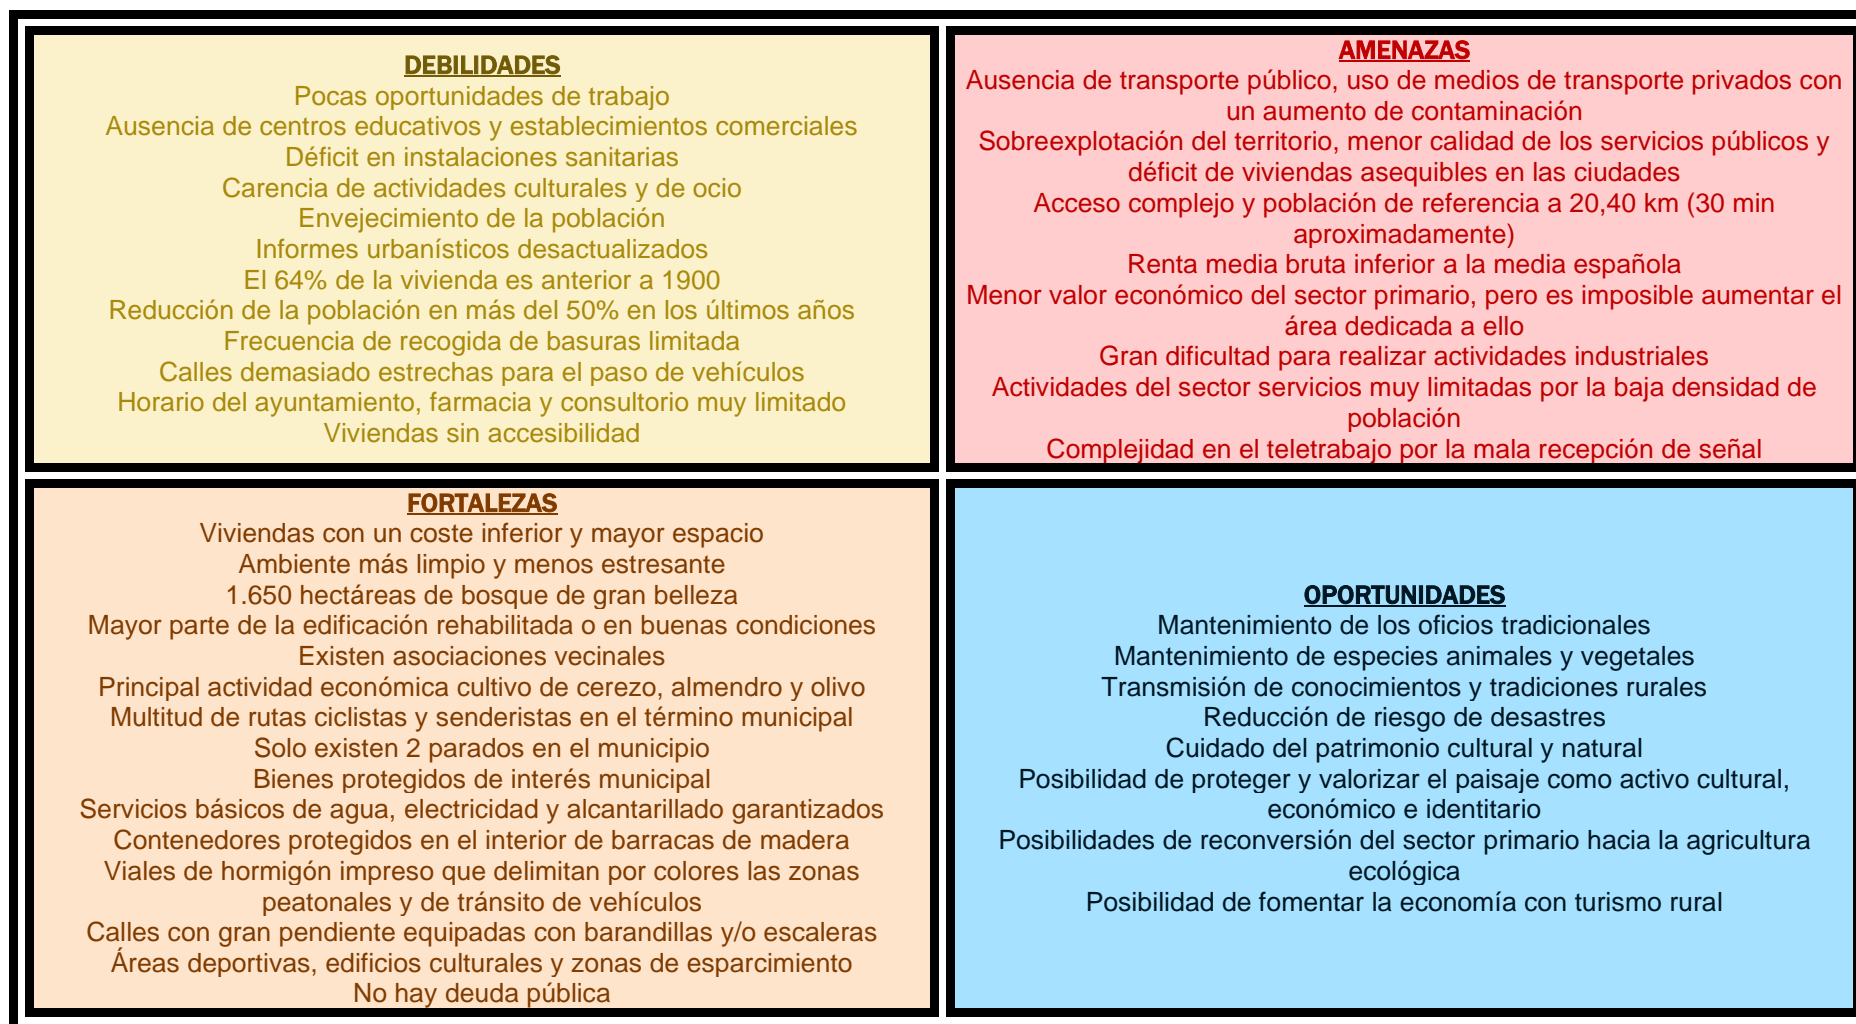 DEBILIDADES
Pocas oportunidades de trabajo
Ausencia de centros educativos y establecimientos comerciales
Déficit en instalaciones sanitarias
Carencia de actividades culturales y de ocio
Envejecimiento de la población
Informes urbanísticos desactualizados
El 64% de la vivienda es anterior a 1900
Reducción de la población en más del 50% en los últimos años
Frecuencia de recogida de basuras limitada
Calles demasiado estrechas para el paso de vehículos
Horario del ayuntamiento, farmacia y consultorio muy limitado
Viviendas sin accesibilidad
AMENAZAS
Ausencia de transporte público, uso de medios de transporte privados con
un aumento de contaminación
Sobreexplotación del territorio, menor calidad de los servicios públicos y
déficit de viviendas asequibles en las ciudades
Acceso complejo y población de referencia a 20,40 km (30 min
aproximadamente)
Renta media bruta inferior a la media española
Menor valor económico del sector primario, pero es imposible aumentar el
área dedicada a ello
Gran dificultad para realizar actividades industriales
Actividades del sector servicios muy limitadas por la baja densidad de
población
Complejidad en el teletrabajo por la mala recepción de señal
FORTALEZAS
Viviendas con un coste inferior y mayor espacio
Ambiente más limpio y menos estresante
1.650 hectáreas de bosque de gran belleza
Mayor parte de la edificación rehabilitada o en buenas condiciones
Existen asociaciones vecinales
Principal actividad económica cultivo de cerezo, almendro y olivo
Multitud de rutas ciclistas y senderistas en el término municipal
Solo existen 2 parados en el municipio
Bienes protegidos de interés municipal
Servicios básicos de agua, electricidad y alcantarillado garantizados
Contenedores protegidos en el interior de barracas de madera
Viales de hormigón impreso que delimitan por colores las zonas
peatonales y de tránsito de vehículos
Calles con gran pendiente equipadas con barandillas y/o escaleras
Áreas deportivas, edificios culturales y zonas de esparcimiento
No hay deuda pública
OPORTUNIDADES
Mantenimiento de los oficios tradicionales
Mantenimiento de especies animales y vegetales
Transmisión de conocimientos y tradiciones rurales
Reducción de riesgo de desastres
Cuidado del patrimonio cultural y natural
Posibilidad de proteger y valorizar el paisaje como activo cultural,
económico e identitario
Posibilidades de reconversión del sector primario hacia la agricultura
ecológica
Posibilidad de fomentar la economía con turismo rural